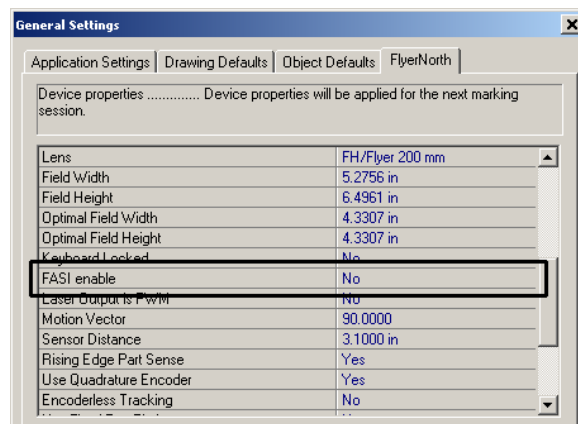 General Settings
Application Settings Drawing Defaults Object Defaults FlyerNorth
Device properties .............. Device properties will be applied for the next marking
session.
Lens FH/Flyer 200 mm
Field Width 5.2756 in
Field Height 6.4961 in
Optimal Field Width 4.3307 in
Optimal Field Height 4.3307 in
Keyboard Locked No
FASI enable No
Laser Output is PWM No
Motion Vector 90.0000
Sensor Distance 3.1000 in
Rising Edge Part Sense Yes
Use Quadrature Encoder Yes
Encoderless Tracking No